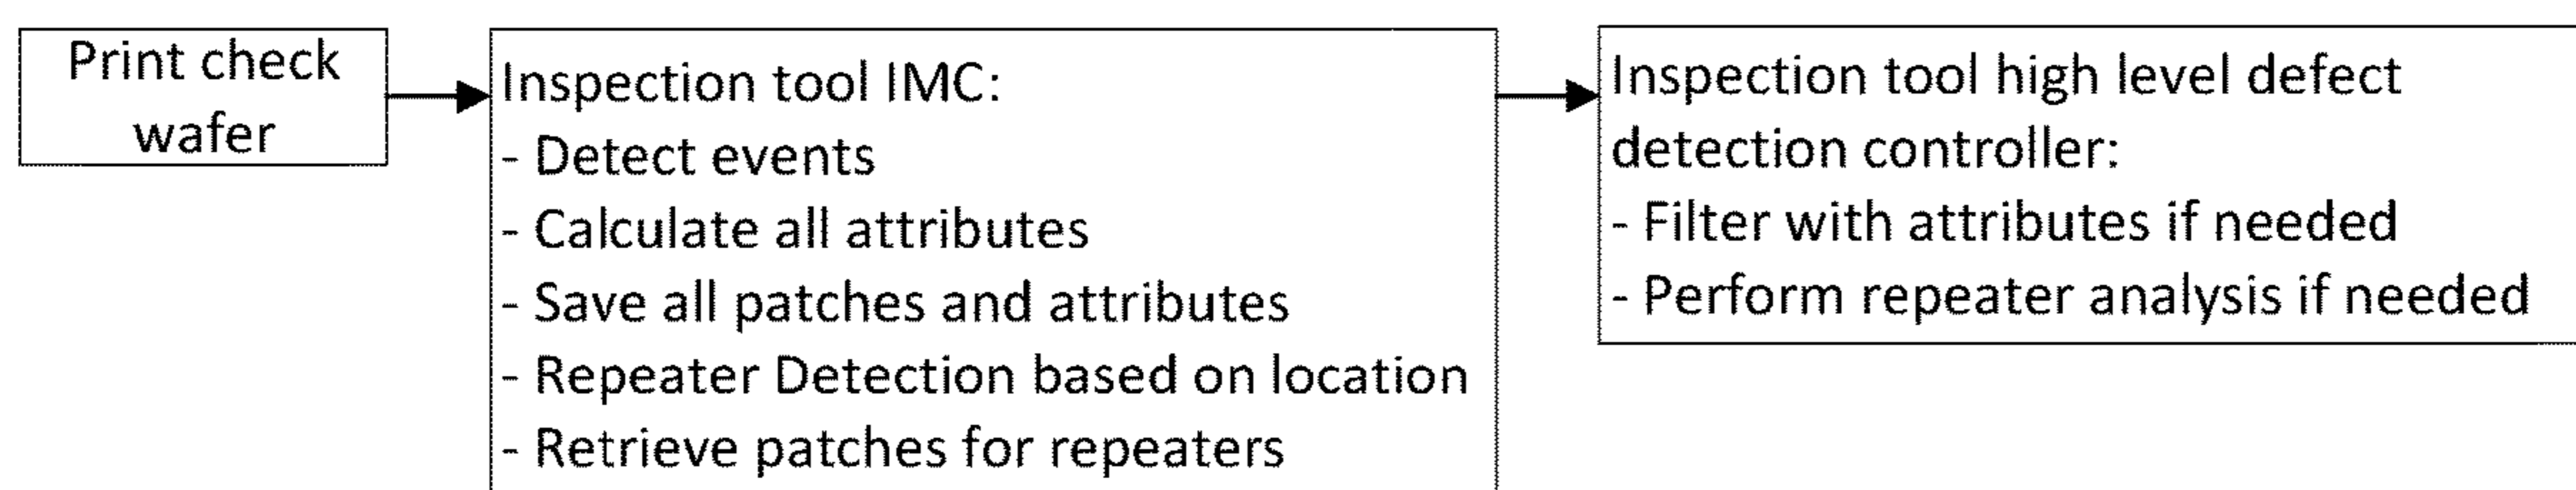 Print check
wafer
Inspection tool IMC:
- Detect events
- Calculate all attributes
- Save all patches and attributes
- Repeater Detection based on location
- Retrieve patches for repeaters
Inspection tool high level defect
detection controller:
- Filter with attributes if needed
- Perform repeater analysis if needed